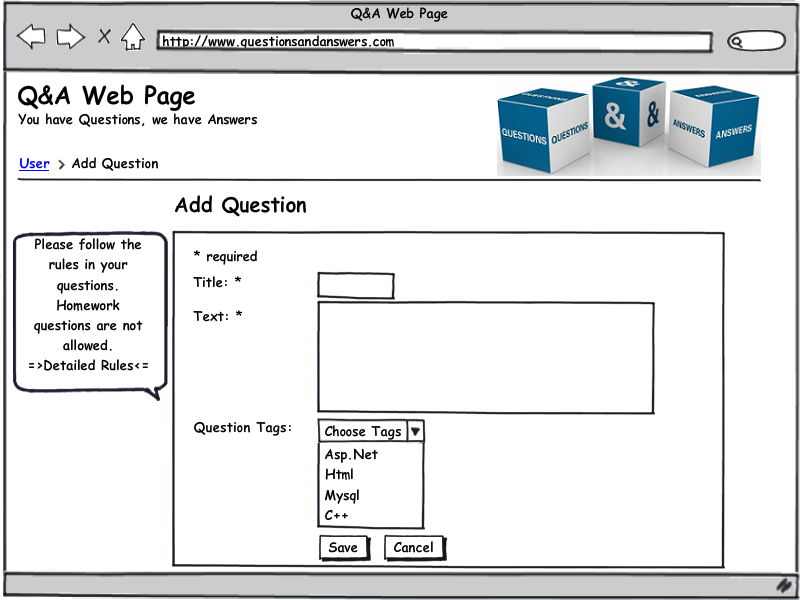 Q&A Web Page
http://www.questionsandanswers.com
Q&A Web Page
You have Questions, we have Answers
QUESTIONS
QUESTIONS
QUESTIONS
&
&
&
ANSWERS
ANSWERS
ANSWERS
User > Add Question
Add Question
Please follow the
rules in your
questions.
Homework
questions are not
allowed.
=>Detailed Rules<=
* required
Title: *
Text: *
Question Tags:
Choose Tags
Asp.Net
Html
Mysql
C++
Save
Cancel